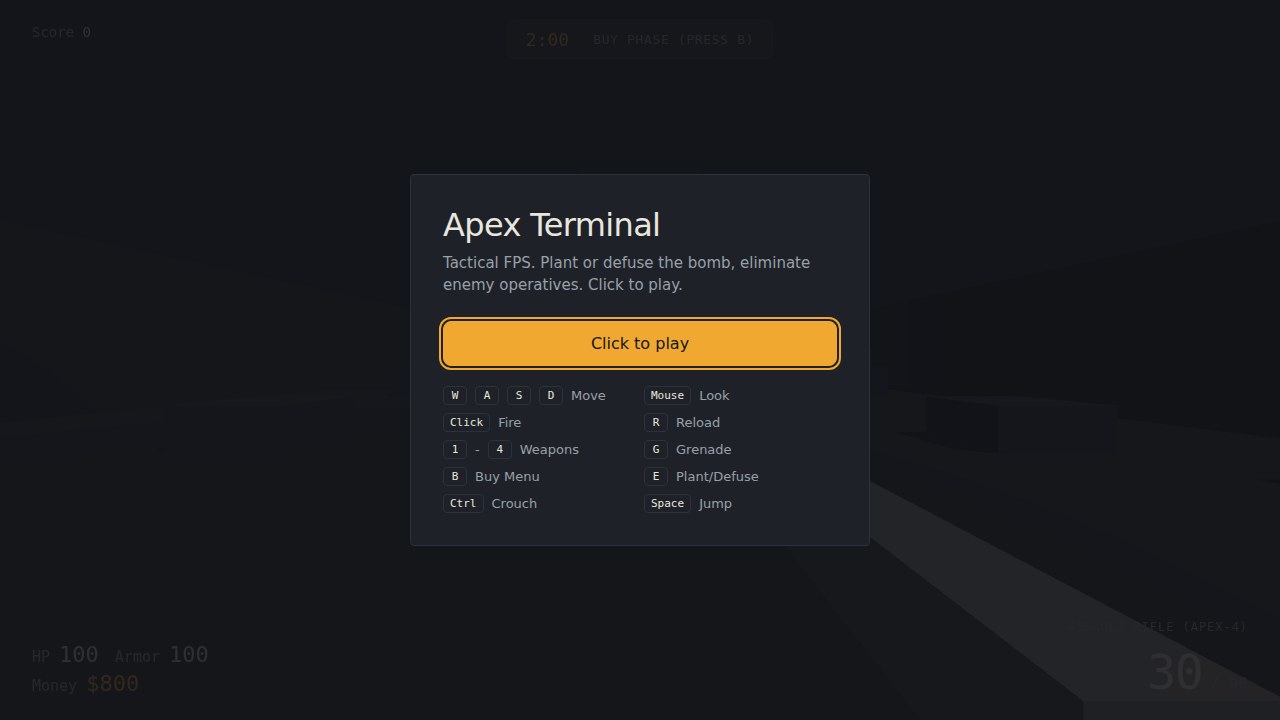 Score 0
2:00 BUY PHASE (PRESS B)
Apex Terminal
Tactical FPS. Plant or defuse the bomb, eliminate
enemy operatives. Click to play.
Click to play
W A S D Move
Mouse Look
Click Fire
R Reload
1 - 4 Weapons
G Grenade
B Buy Menu
E Plant/Defuse
Ctrl Crouch
Space Jump
HP 100 Armor 100
Money $800
(APEX-4)
30